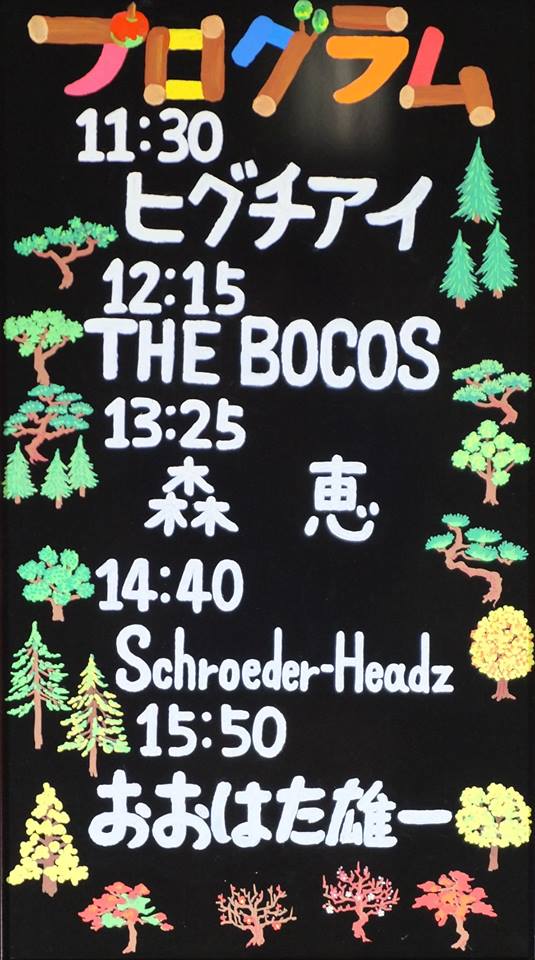 プログラム
11:30
ヒグチアイ
12:15
THE BOCOS
13:25
森 恵
14:40
Schroeder-Headz
15:50
おおはた雄一